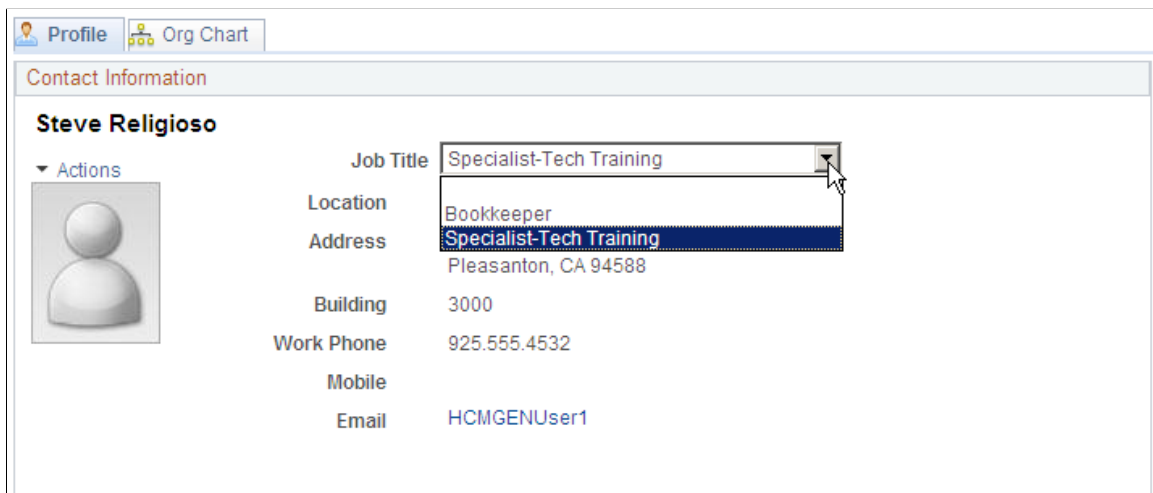 Profile Org Chart
Contact Information
Steve Religioso
Actions
Job Title Specialist-Tech Training
Location
Bookkeeper
Address Specialist-Tech Training
Pleasanton, CA 94588
Building 3000
Work Phone 925.555.4532
Mobile
Email HCMGENUser1